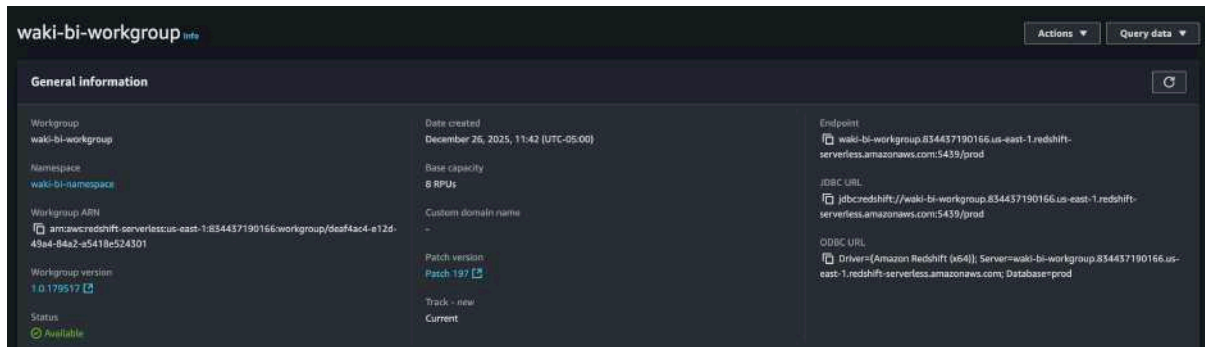 waki-bi-workgroup Info
Actions
Query data
General information
Workgroup
waki-bi-workgroup
Namespace
waki-bi-namespace
Workgroup ARN
arn:aws:redshift-serverless:us-east-1:834437190166:workgroup/deaf4ac4-e12d-
49a4-84a2-a5418e524301
Workgroup version
1.0.179517
Status
Available
Date created
December 26, 2025, 11:42 (UTC-05:00)
Base capacity
8 RPUs
Custom domain name
-
Patch version
Patch 197
Track - new
Current
Endpoint
waki-bi-workgroup.834437190166.us-east-1.redshift-
serverless.amazonaws.com:5439/prod
JDBC URL
jdbc:redshift://waki-bi-workgroup.834437190166.us-east-1.redshift-
serverless.amazonaws.com:5439/prod
ODBC URL
Driver={Amazon Redshift (x64)}; Server=waki-bi-workgroup.834437190166.us-
east-1.redshift-serverless.amazonaws.com; Database=prod